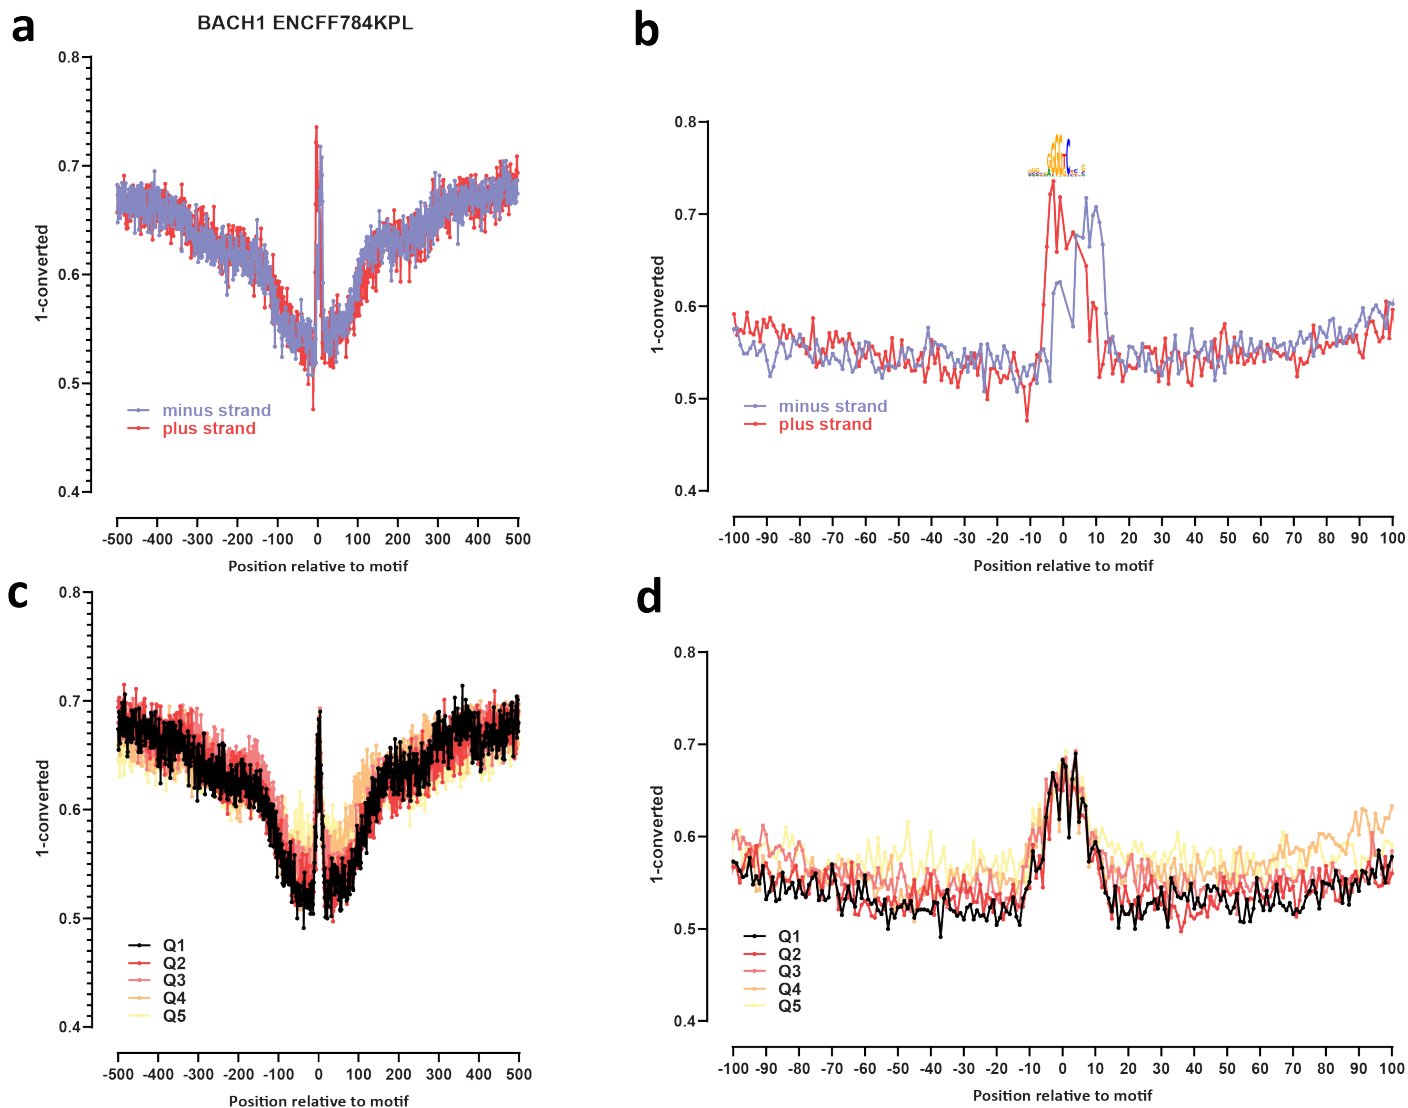 a
BACH1 ENCFF784KPL
0.8
0.7
0.6
0.5
0.4
1-converted
minus strand
plus strand
-500 -400 -300 -200 -100 0 100 200 300 400 500
Position relative to motif
b
0.8
0.7
0.6
0.5
0.4
1-converted
minus strand
plus strand
-100 -90 -80 -70 -60 -50 -40 -30 -20 -10 0 10 20 30 40 50 60 70 80 90 100
Position relative to motif
c
0.8
0.7
0.6
0.5
0.4
1-converted
Q1
Q2
Q3
Q4
Q5
-500 -400 -300 -200 -100 0 100 200 300 400 500
Position relative to motif
d
0.8
0.7
0.6
0.5
0.4
1-converted
Q1
Q2
Q3
Q4
Q5
-100 -90 -80 -70 -60 -50 -40 -30 -20 -10 0 10 20 30 40 50 60 70 80 90 100
Position relative to motif